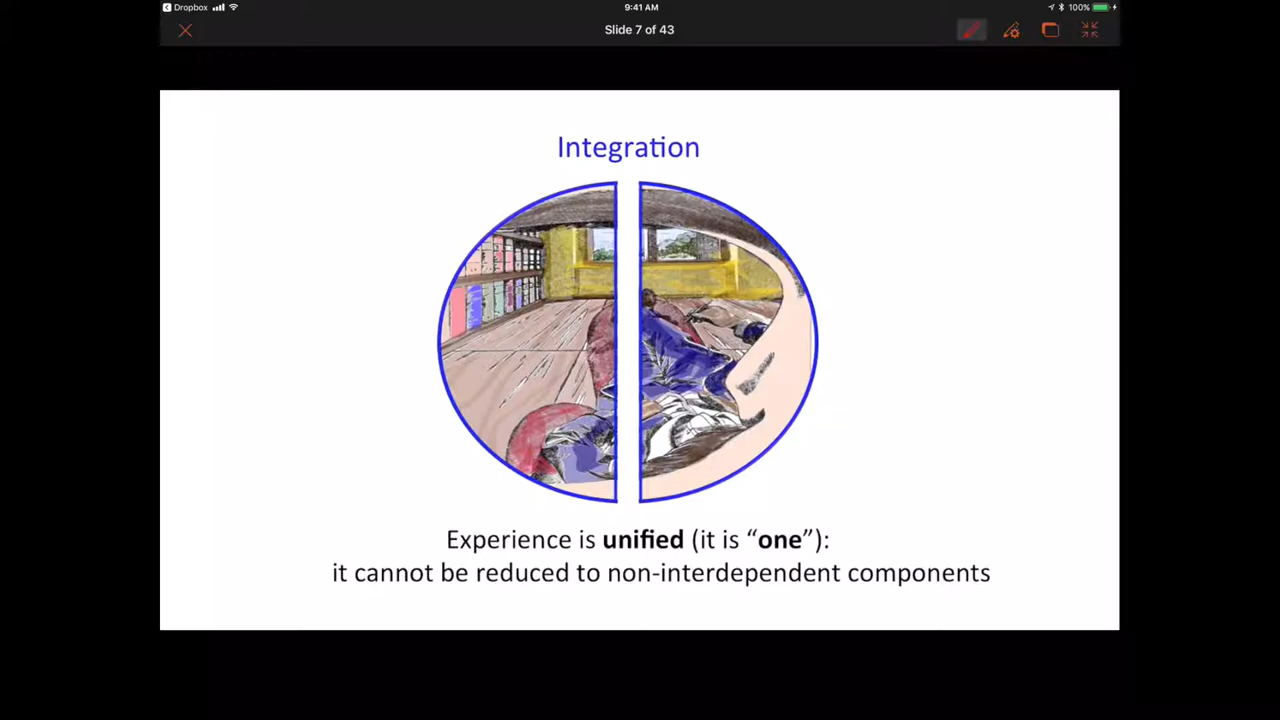 Dropbox
9:41 AM
100%
Slide 7 of 43
Integration
Experience is unified (it is “one”):
it cannot be reduced to non-interdependent components